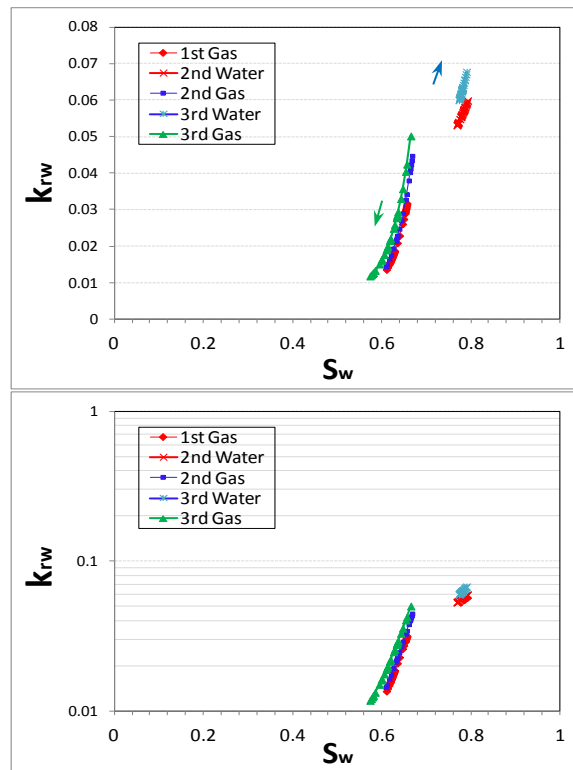 0.08
0.07
0.06
0.05
0.04
0.03
0.02
0.01
0
krw
1st Gas
2nd Water
2nd Gas
3rd Water
3rd Gas
0 0.2 0.4 0.6 0.8 1
Sw
1
0.1
0.01
krw
1st Gas
2nd Water
2nd Gas
3rd Water
3rd Gas
0 0.2 0.4 0.6 0.8 1
Sw